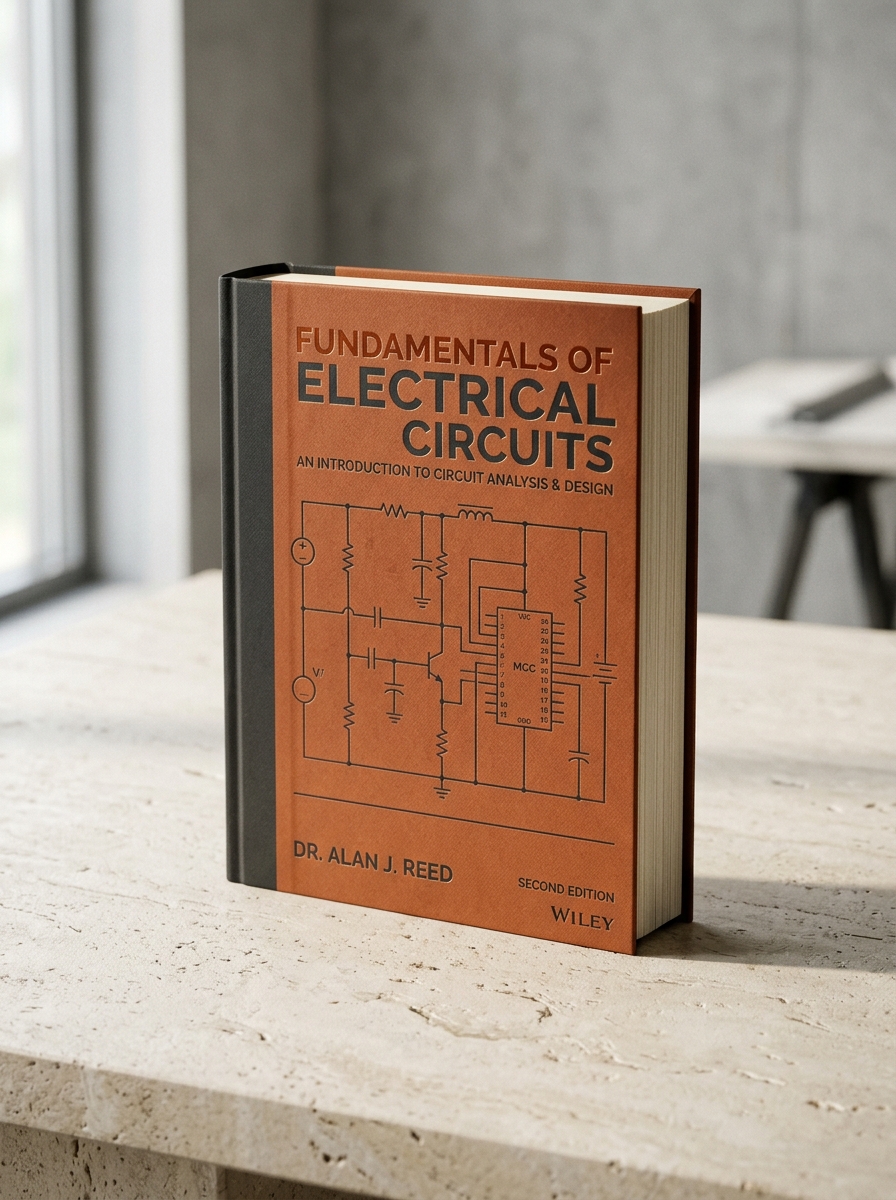 FUNDAMENTALS OF
ELECTRICAL
CIRCUITS
AN INTRODUCTION TO CIRCUIT ANALYSIS & DESIGN
MCC
DR. ALAN J. REED
SECOND EDITION
WILEY